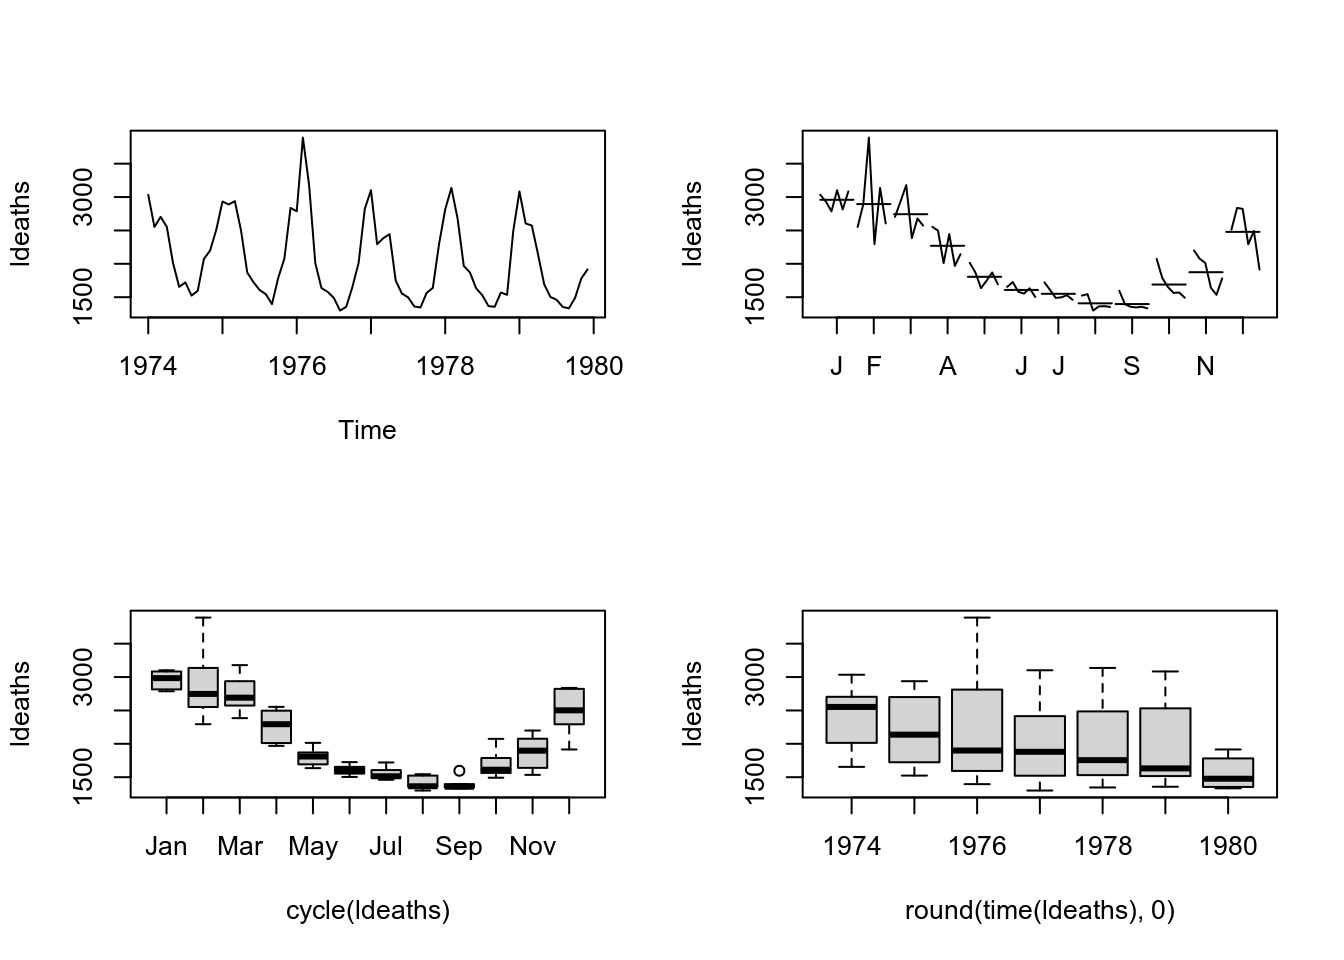 ldeaths
1500 3000
1974 1976 1978 1980
Time
ldeaths
1500 3000
J F A J J S N
ldeaths
1500 3000
Jan Mar May Jul Sep Nov
cycle(ldeaths)
ldeaths
1500 3000
1974 1976 1978 1980
round(time(ldeaths), 0)